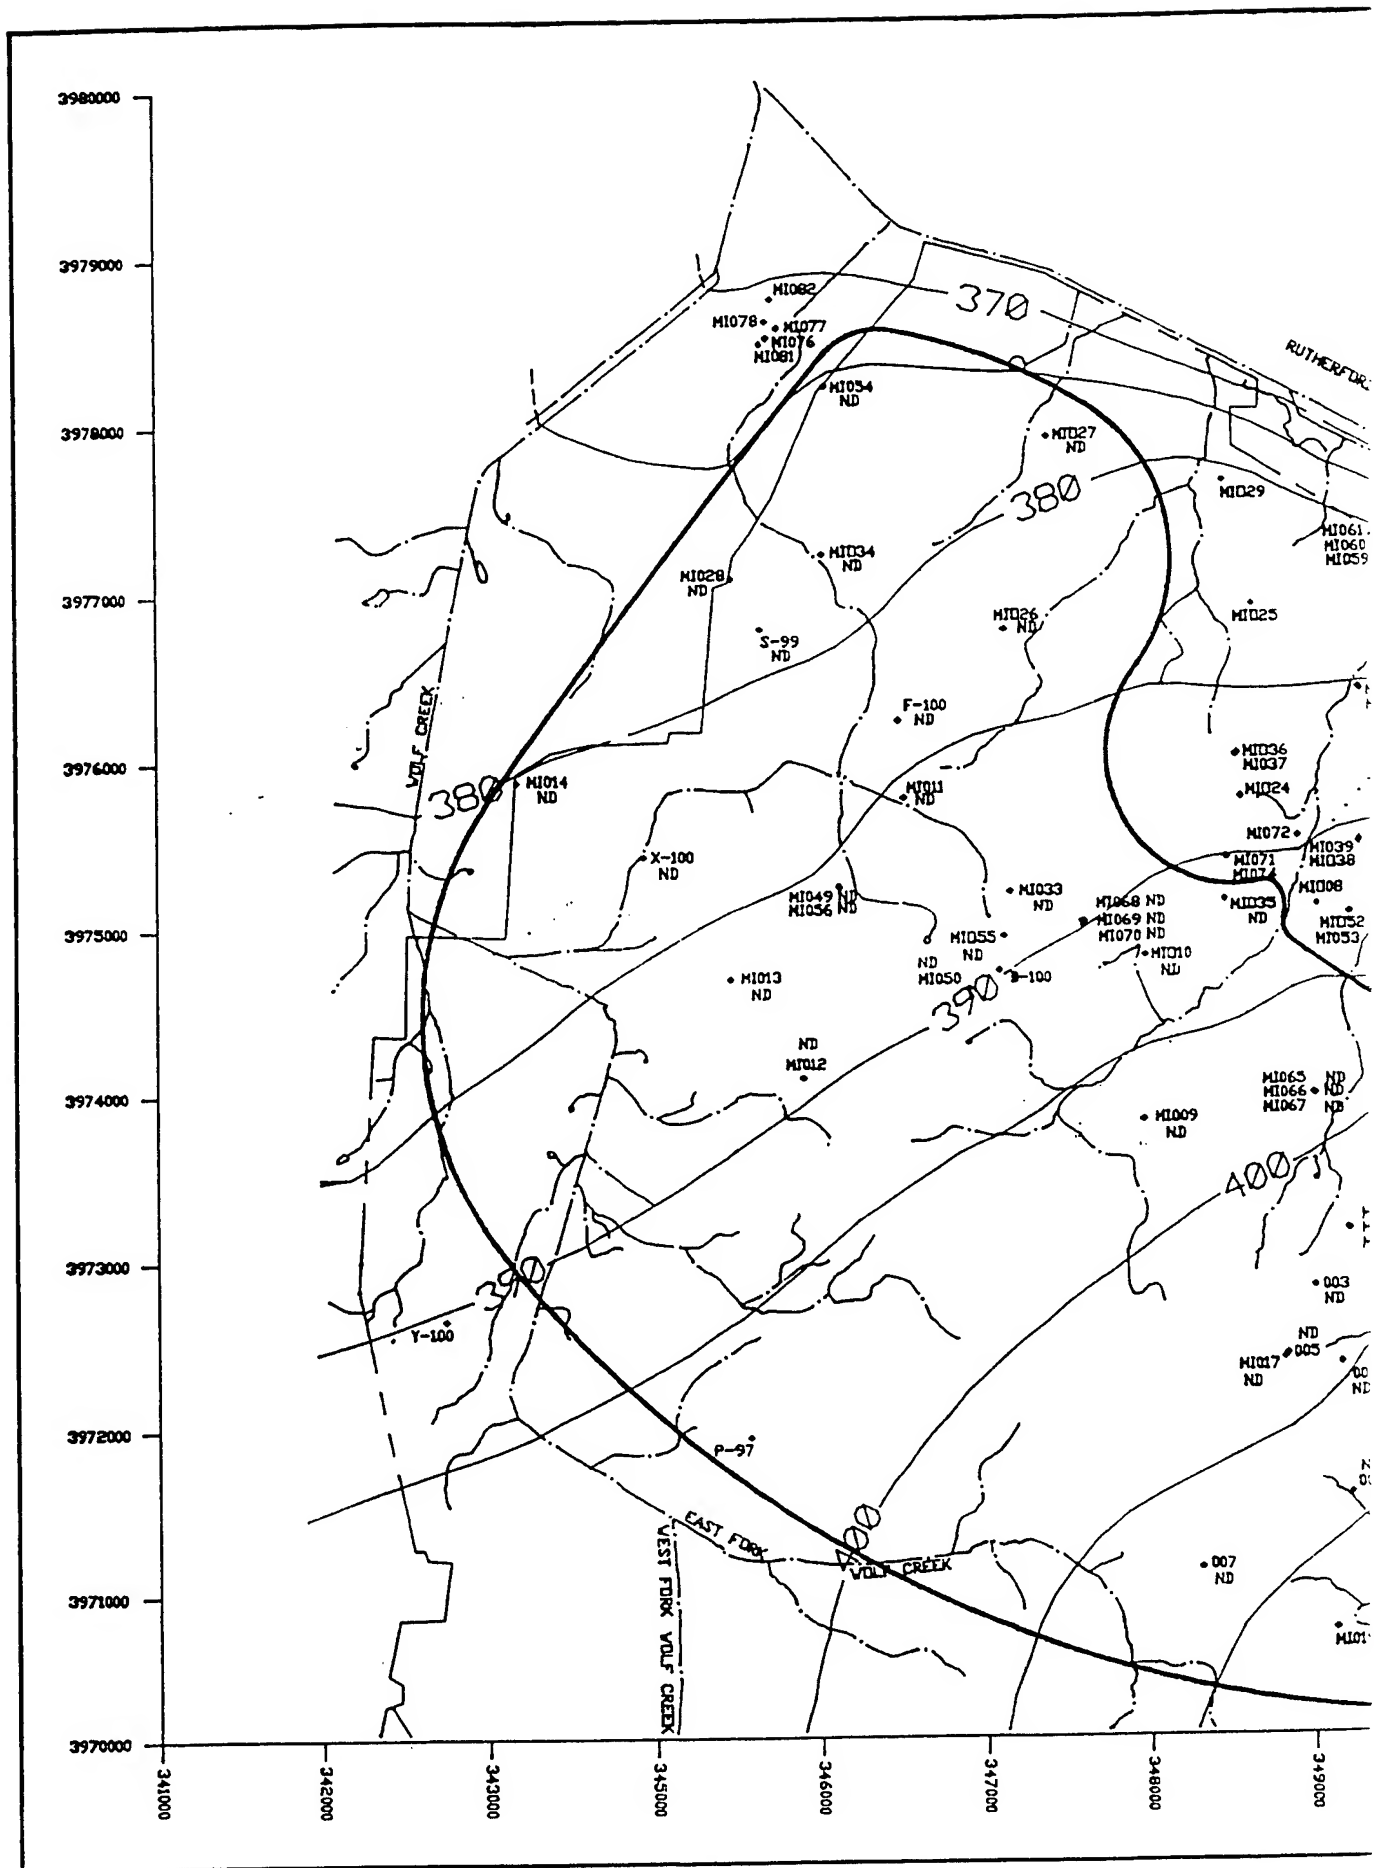 3980000
3979000
3978000
3977000
3976000
3975000
3974000
3973000
3972000
3971000
3970000
341000
342000
343000
345000
346000
347000
348000
349000
MI082
MI078
MI077
MI076
MI081
370
RUTHERFOR
MI054
ND
MI027
ND
380
MI029
MI061
MI060
MI059
MI034
ND
MI028
ND
MI026
ND
MI025
S-99
ND
F-100
ND
WOLF CREEK
380
MI014
ND
MI011
ND
MI036
MI037
MI024
MI072
MI039
MI038
MI071
MI074
MI008
X-100
ND
MI049 ND
MI056 ND
MI033
ND
MI068 ND
MI069 ND
MI070 ND
MI035
ND
MI052
MI053
MI055
ND
ND
MI050
B-100
MI010
ND
MI013
ND
390
ND
MI012
MI065 ND
MI066 ND
MI067 ND
MI009
ND
400
390
003
ND
Y-100
ND
005
MI017
ND
P-97
EAST FORK
WOLF CREEK
400
WEST FORK WOLF CREEK
007
ND